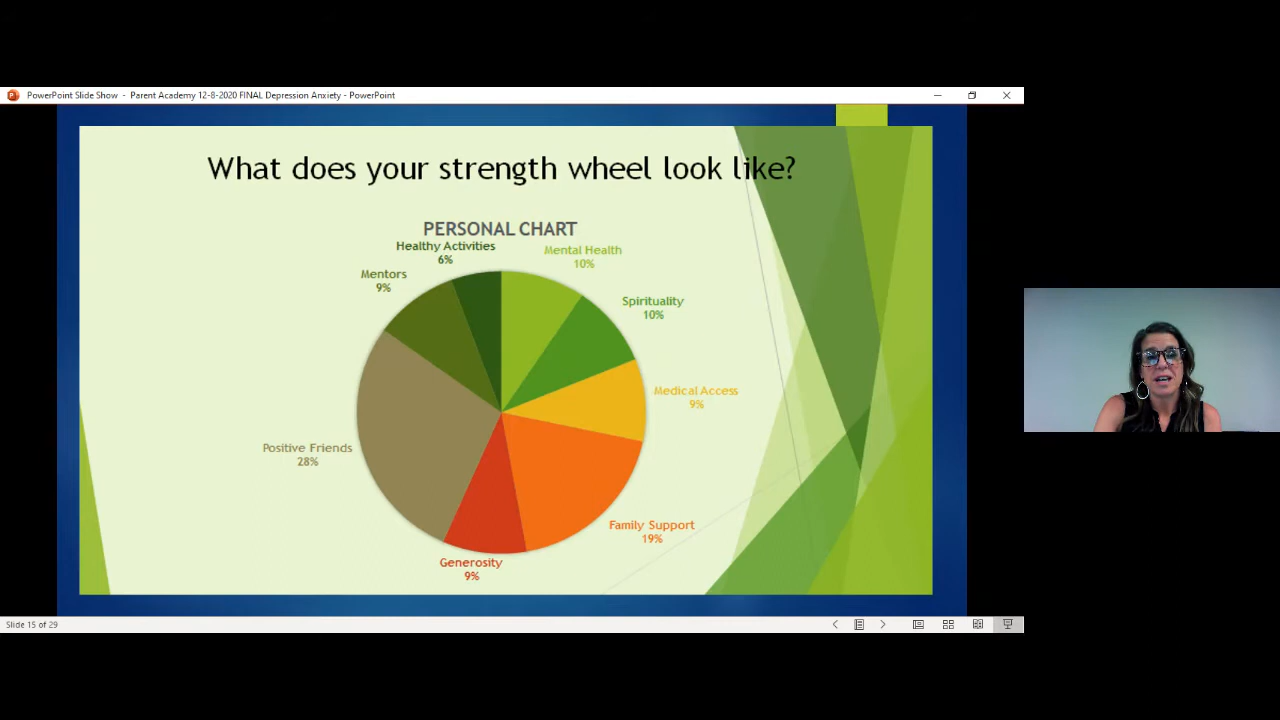 PowerPoint Slide Show - Parent Academy 12-8-2020 FINAL Depression Anxiety - PowerPoint
What does your strength wheel look like?
PERSONAL CHART
Healthy Activities
6%
Mental Health
10%
Mentors
9%
Spirituality
10%
Medical Access
9%
Positive Friends
28%
Family Support
19%
Generosity
9%
Slide 15 of 29